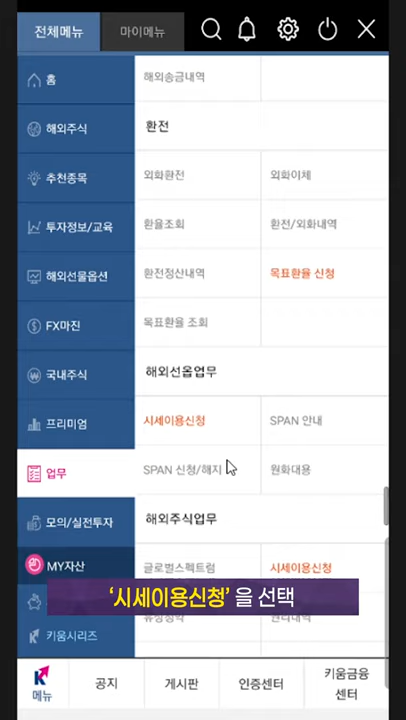 전체메뉴
마이메뉴
홈
해외송금내역
해외주식
환전
추천종목
외화환전
외화이체
투자정보/교육
환율조회
환전/외화내역
해외선물옵션
환전정산내역
목표환율 신청
FX마진
목표환율 조회
국내주식
해외선옵업무
프리미엄
시세이용신청
SPAN 안내
업무
SPAN 신청/해지
원화대용
모의/실전투자
해외주식업무
MY자산
글로벌스펙트럼
시세이용신청
'시세이용신청' 을 선택
키움시리즈
메뉴
공지
게시판
인증센터
키움금융
센터